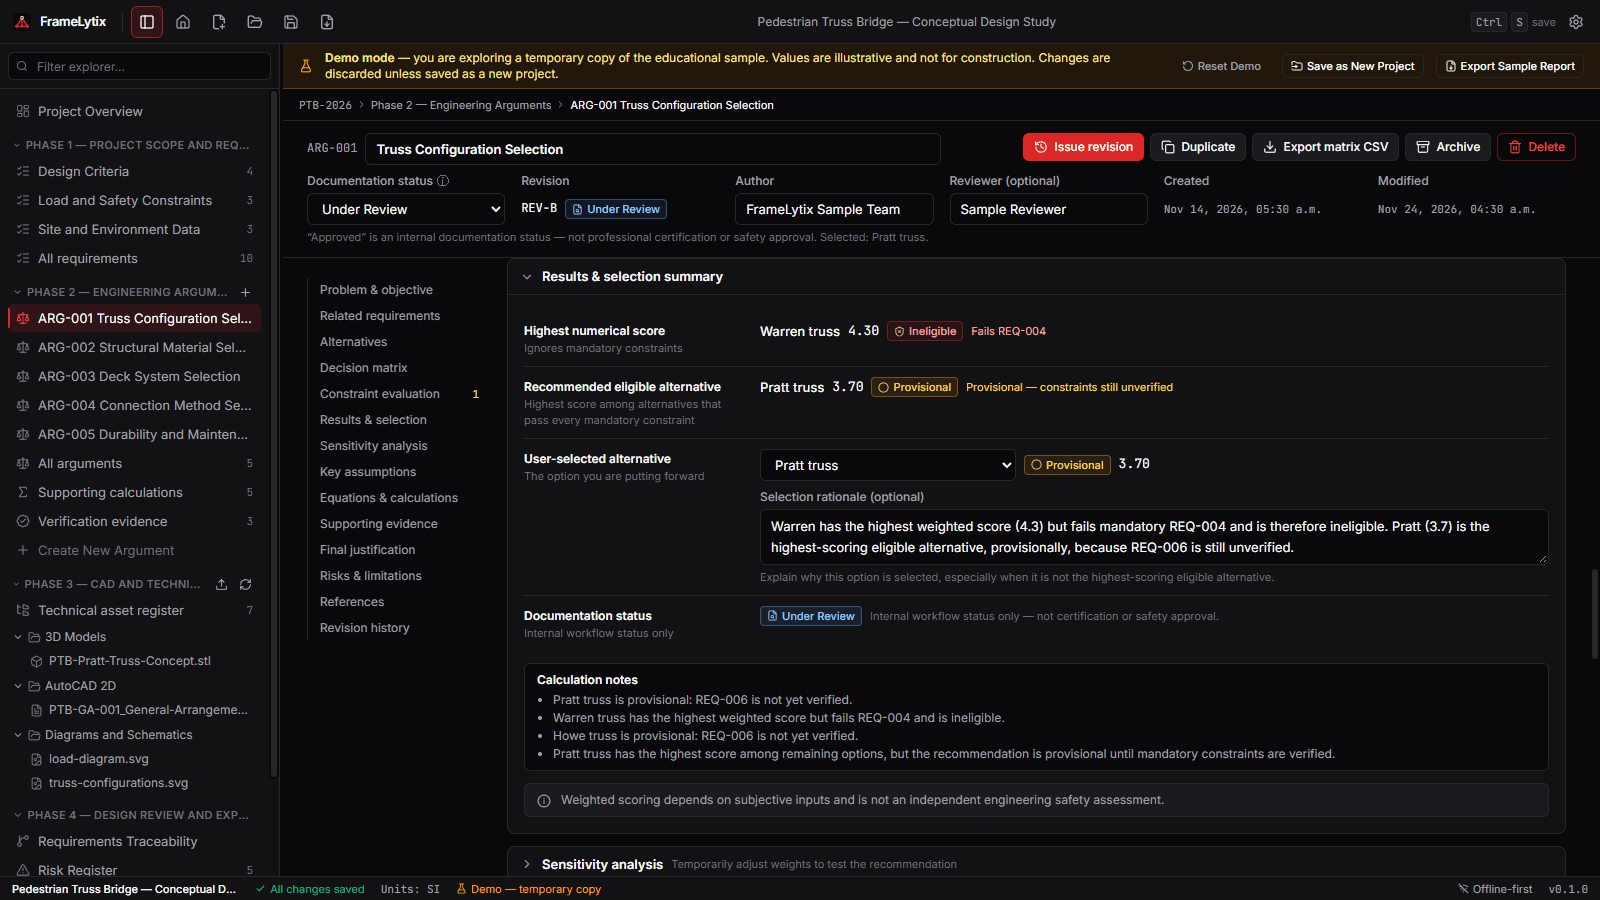 FrameLytix
Pedestrian Truss Bridge — Conceptual Design Study
Ctrl S save
Filter explorer...
Demo mode — you are exploring a temporary copy of the educational sample. Values are illustrative and not for construction. Changes are
discarded unless saved as a new project.
Reset Demo
Save as New Project
Export Sample Report
Project Overview
PHASE 1 — PROJECT SCOPE AND REQ...
Design Criteria 4
Load and Safety Constraints 3
Site and Environment Data 3
All requirements 10
PHASE 2 — ENGINEERING ARGUM...
ARG-001 Truss Configuration Sel...
ARG-002 Structural Material Sel...
ARG-003 Deck System Selection
ARG-004 Connection Method Se...
ARG-005 Durability and Mainten...
All arguments 5
Supporting calculations 5
Verification evidence 3
Create New Argument
PHASE 3 — CAD AND TECHNI...
Technical asset register 7
3D Models
PTB-Pratt-Truss-Concept.stl
AutoCAD 2D
PTB-GA-001_General-Arrangeme...
Diagrams and Schematics
load-diagram.svg
truss-configurations.svg
PHASE 4 — DESIGN REVIEW AND EXP...
Requirements Traceability
Risk Register 5
PTB-2026 > Phase 2 — Engineering Arguments > ARG-001 Truss Configuration Selection
ARG-001 Truss Configuration Selection
Issue revision
Duplicate
Export matrix CSV
Archive
Delete
Documentation status
Under Review
Revision
REV-B Under Review
Author
FrameLytix Sample Team
Reviewer (optional)
Sample Reviewer
Created
Nov 14, 2026, 05:30 a.m.
Modified
Nov 24, 2026, 04:30 a.m.
“Approved” is an internal documentation status — not professional certification or safety approval. Selected: Pratt truss.
Problem & objective
Related requirements
Alternatives
Decision matrix
Constraint evaluation 1
Results & selection
Sensitivity analysis
Key assumptions
Equations & calculations
Supporting evidence
Final justification
Risks & limitations
References
Revision history
Results & selection summary
Highest numerical score
Ignores mandatory constraints
Warren truss 4.30 Ineligible Fails REQ-004
Recommended eligible alternative
Highest score among alternatives that
pass every mandatory constraint
Pratt truss 3.70 Provisional Provisional — constraints still unverified
User-selected alternative
The option you are putting forward
Pratt truss Provisional 3.70
Selection rationale (optional)
Warren has the highest weighted score (4.3) but fails mandatory REQ-004 and is therefore ineligible. Pratt (3.7) is the
highest-scoring eligible alternative, provisionally, because REQ-006 is still unverified.
Explain why this option is selected, especially when it is not the highest-scoring eligible alternative.
Documentation status
Internal workflow status only
Under Review Internal workflow status only — not certification or safety approval.
Calculation notes
• Pratt truss is provisional: REQ-006 is not yet verified.
• Warren truss has the highest weighted score but fails REQ-004 and is ineligible.
• Howe truss is provisional: REQ-006 is not yet verified.
• Pratt truss has the highest score among remaining options, but the recommendation is provisional until mandatory constraints are verified.
Weighted scoring depends on subjective inputs and is not an independent engineering safety assessment.
Sensitivity analysis Temporarily adjust weights to test the recommendation
Pedestrian Truss Bridge — Conceptual D...
All changes saved
Units: SI
Demo — temporary copy
Offline-first
v0.1.0